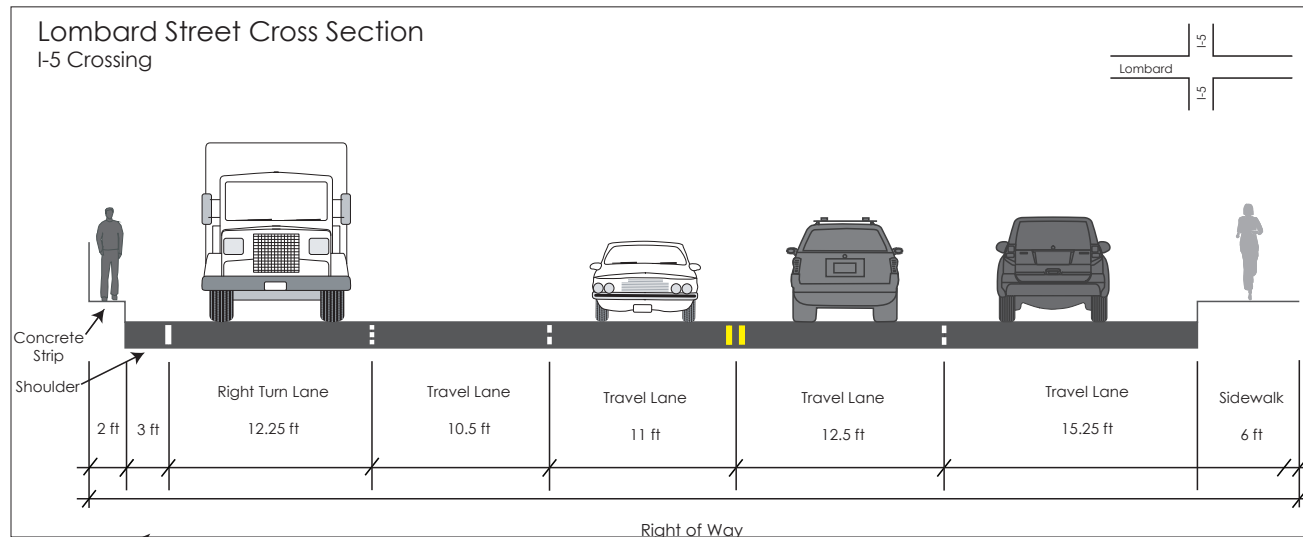 Lombard Street Cross Section
I-5 Crossing
I-5
Lombard
I-5
Concrete
Strip
Shoulder
Right Turn Lane
Travel Lane
Travel Lane
Travel Lane
Travel Lane
Sidewalk
2 ft
3 ft
12.25 ft
10.5 ft
11 ft
12.5 ft
15.25 ft
6 ft
Right of Way